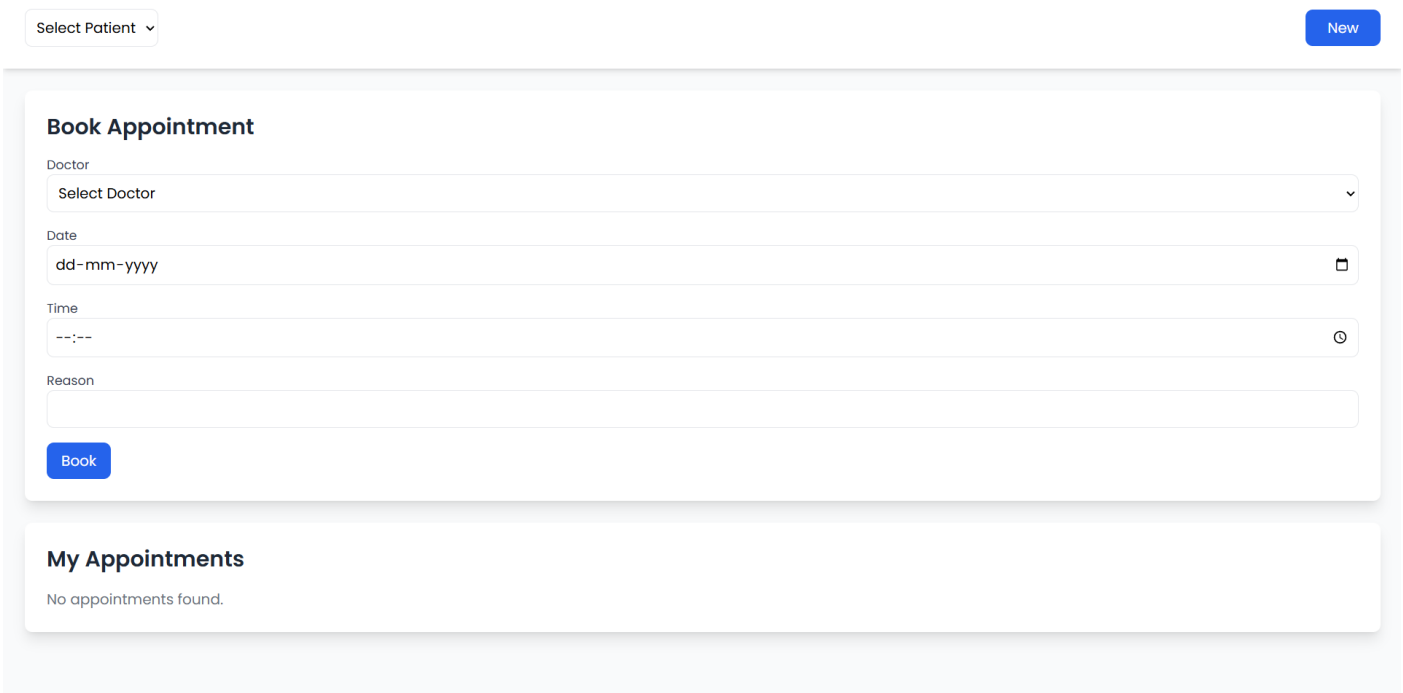 Select Patient
New
Book Appointment
Doctor
Select Doctor
Date
dd-mm-yyyy
Time
--:--
Reason
Book
My Appointments
No appointments found.